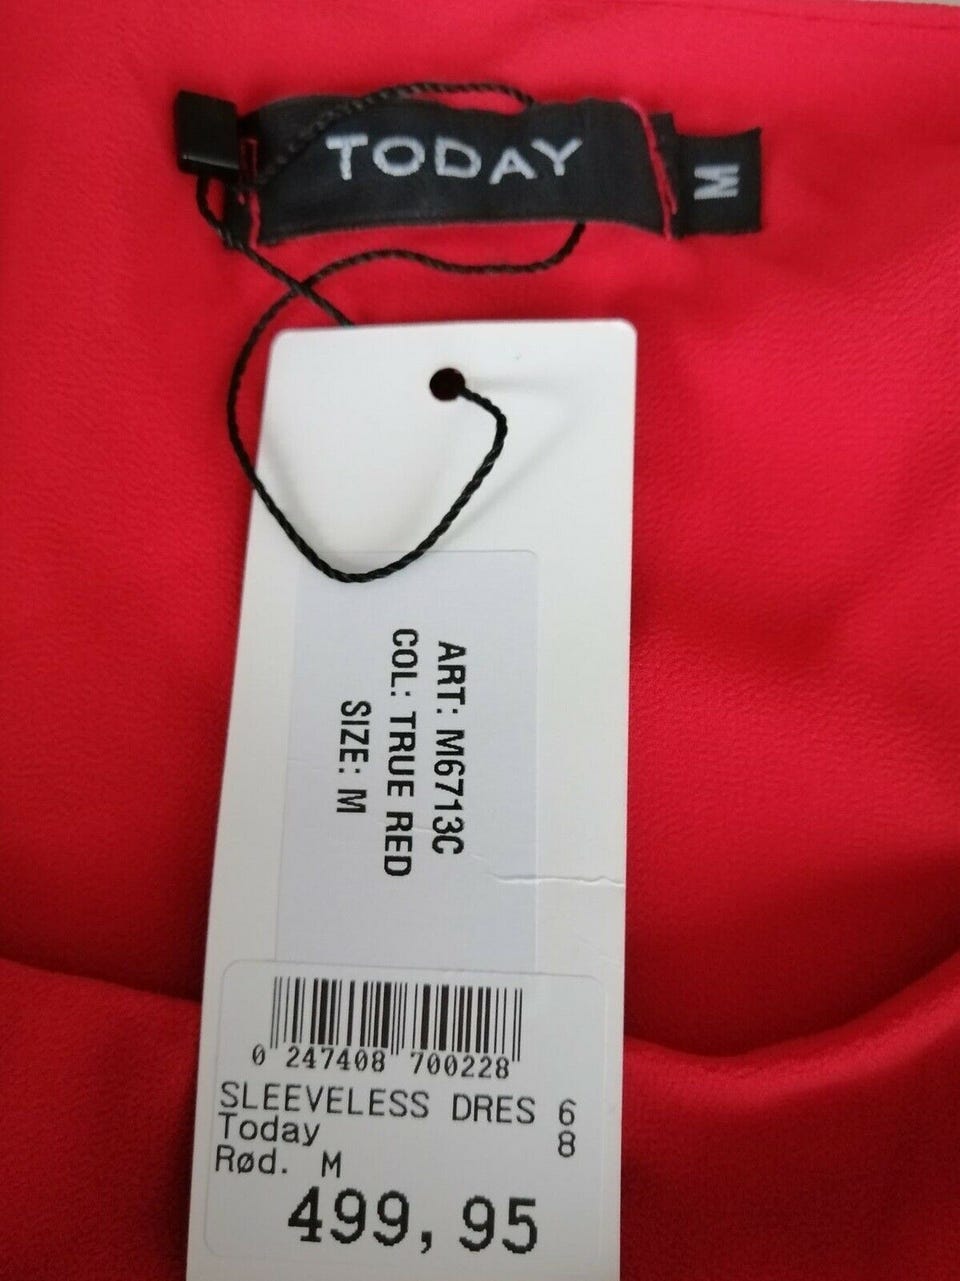 TODAY
M
ART: M6713C
COL: TRUE RED
SIZE: M
0 247408 700228
SLEEVELESS DRES 6
Today 8
Rød. M
499,95